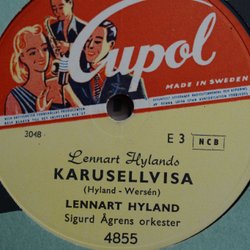 Cupol
MADE IN SWEDEN
3048
E 3 NCB
Lennart Hylands
KARUSELLVISA
(Hyland - Wersén)
LENNART HYLAND
Sigurd Ågrens orkester
4855